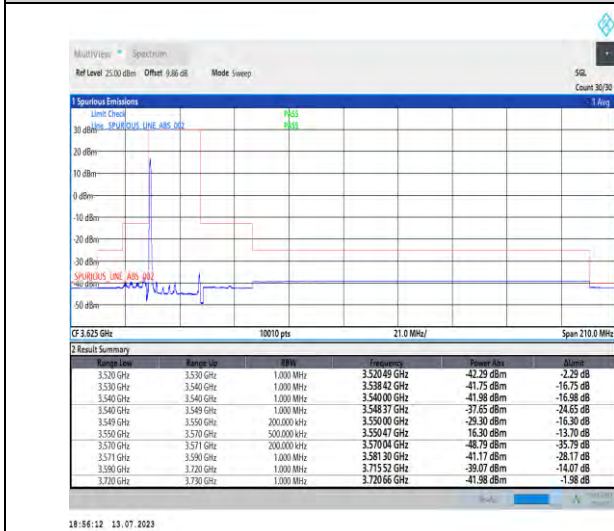 MultiView Spectrum
Ref Level 25.00 dBm Offset 9.86 dB Mode Sweep SGL
Count 30/30
1 Spurious Emissions 1 Avg
Limit Check PASS
Line SPURIOUS_LINE_ABS_002 PASS
30 dBm
20 dBm
10 dBm
0 dBm
-10 dBm
-20 dBm
-30 dBm
SPURIOUS_LINE_ABS_002
-40 dBm
-50 dBm
CF 3.625 GHz 10010 pts 21.0 MHz/ Span 210.0 MHz
2 Result Summary
Range Low Range Up RBW Frequency Power Abs ΔLimit
3.520 GHz 3.530 GHz 1.000 MHz 3.52049 GHz -42.29 dBm -2.29 dB
3.530 GHz 3.540 GHz 1.000 MHz 3.53842 GHz -41.75 dBm -16.75 dB
3.540 GHz 3.540 GHz 1.000 MHz 3.54000 GHz -41.98 dBm -16.98 dB
3.540 GHz 3.549 GHz 1.000 MHz 3.54837 GHz -37.65 dBm -24.65 dB
3.549 GHz 3.550 GHz 200.000 kHz 3.55000 GHz -29.30 dBm -16.30 dB
3.550 GHz 3.570 GHz 500.000 kHz 3.55047 GHz 16.30 dBm -13.70 dB
3.570 GHz 3.571 GHz 200.000 kHz 3.57004 GHz -48.79 dBm -35.79 dB
3.571 GHz 3.590 GHz 1.000 MHz 3.58130 GHz -41.17 dBm -28.17 dB
3.590 GHz 3.720 GHz 1.000 MHz 3.71552 GHz -39.07 dBm -14.07 dB
3.720 GHz 3.730 GHz 1.000 MHz 3.72066 GHz -41.98 dBm -1.98 dB
18:56:12 13.07.2023